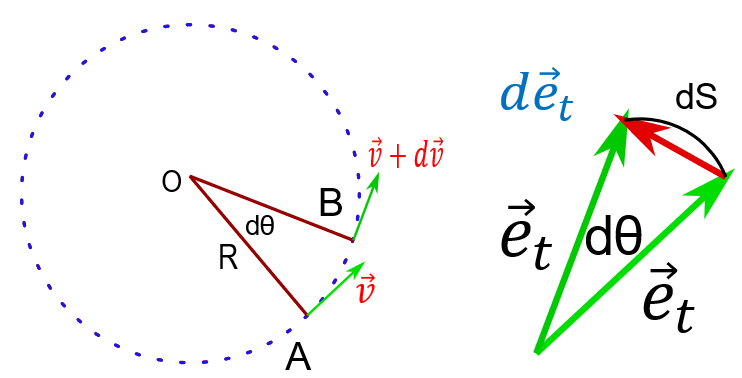 O
B
dθ
R
A
v⃗ + dv⃗
v⃗
de⃗ₜ
dS
e⃗ₜ
dθ
e⃗ₜ